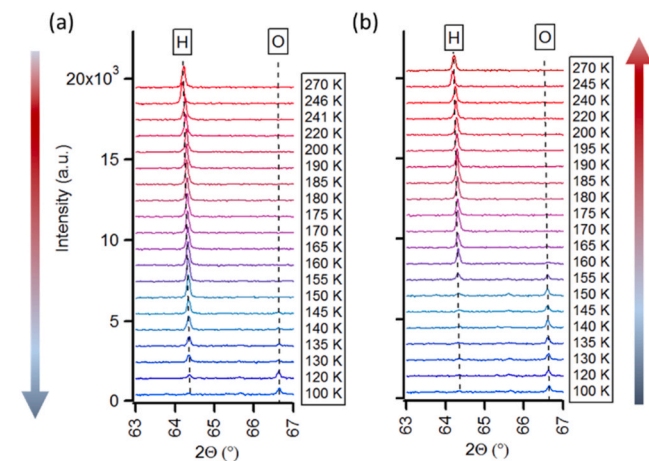 (a)
H
O
20x10³
15
10
5
0
Intensity (a.u.)
270 K
246 K
241 K
220 K
200 K
190 K
185 K
180 K
175 K
170 K
165 K
160 K
155 K
150 K
145 K
140 K
135 K
130 K
120 K
100 K
63
64
65
66
67
2Θ (°)
(b)
H
O
270 K
245 K
240 K
220 K
200 K
195 K
190 K
185 K
180 K
175 K
170 K
165 K
160 K
155 K
150 K
145 K
140 K
135 K
130 K
120 K
100 K
63
64
65
66
67
2Θ (°)